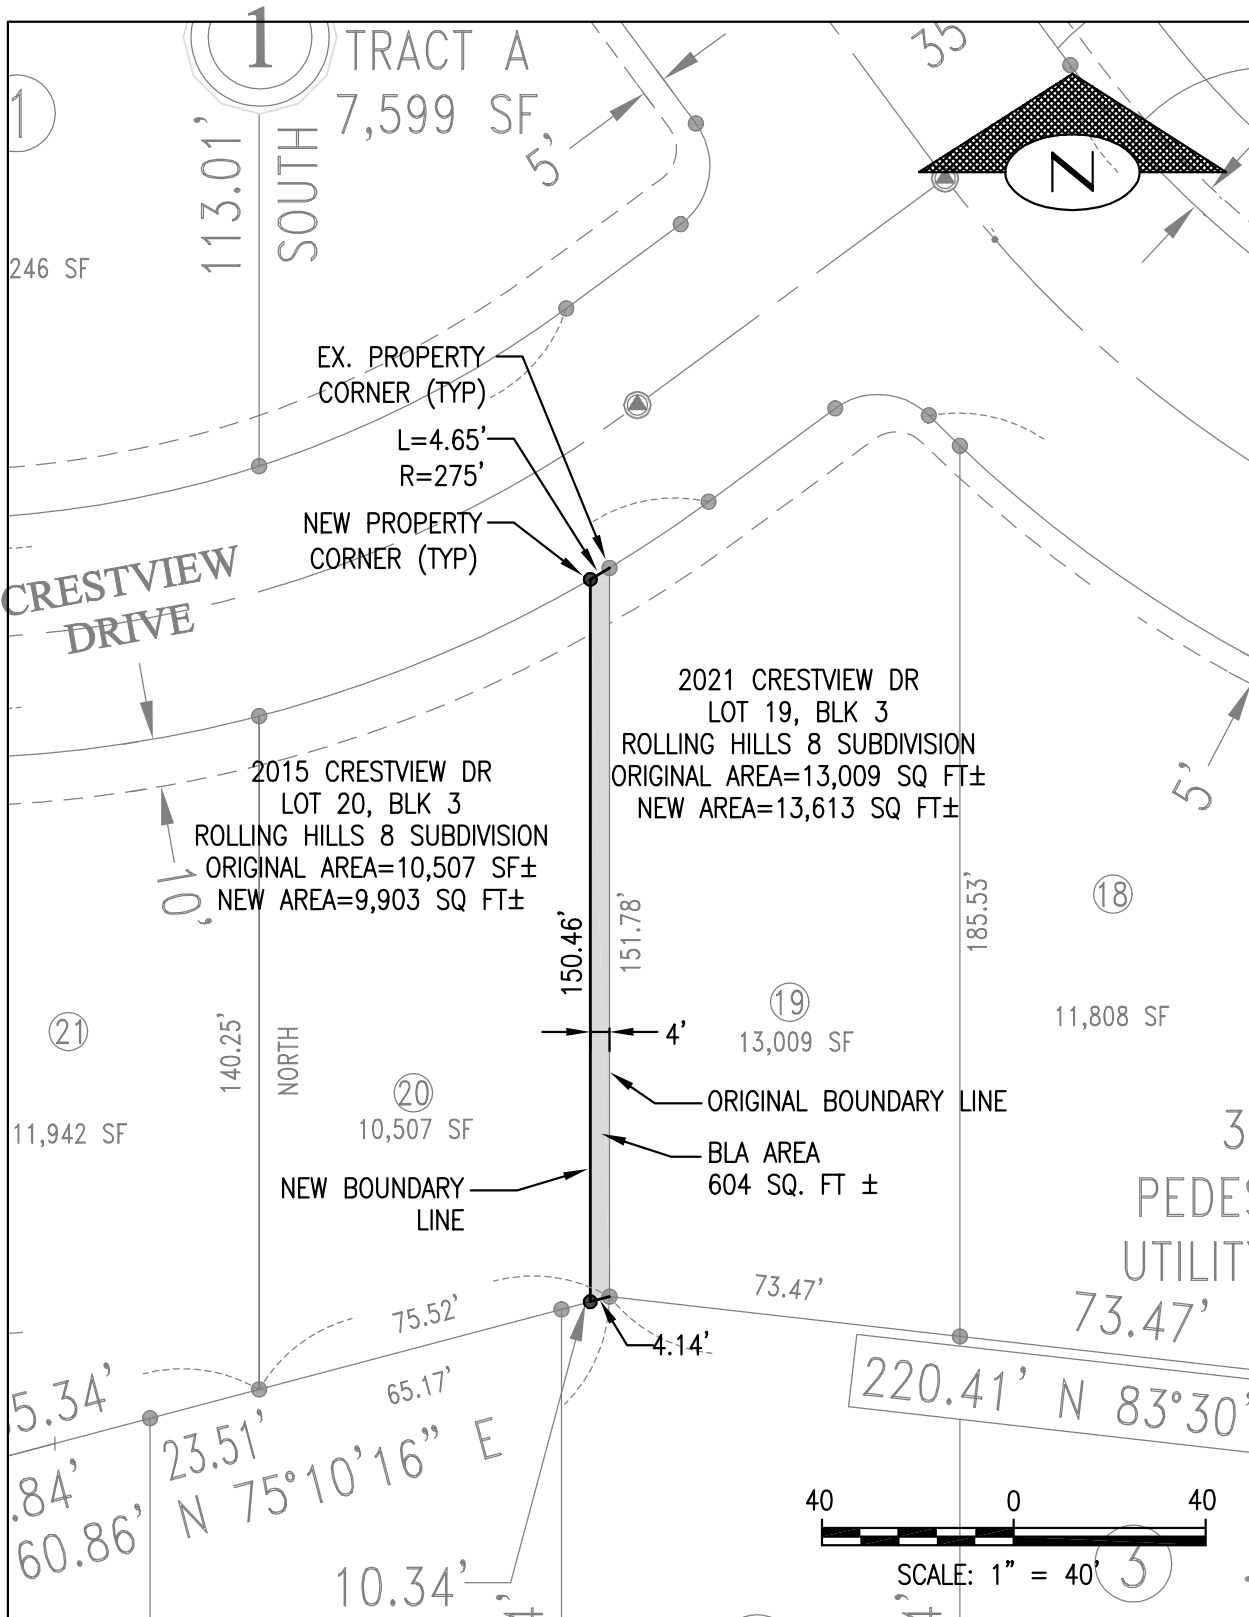 1
TRACT A
7,599 SF
1
113.01'
SOUTH
5'
35'
N
246 SF
EX. PROPERTY
CORNER (TYP)
L=4.65'
R=275'
NEW PROPERTY
CORNER (TYP)
CRESTVIEW
DRIVE
2021 CRESTVIEW DR
LOT 19, BLK 3
ROLLING HILLS 8 SUBDIVISION
ORIGINAL AREA=13,009 SQ FT±
NEW AREA=13,613 SQ FT±
2015 CRESTVIEW DR
LOT 20, BLK 3
ROLLING HILLS 8 SUBDIVISION
ORIGINAL AREA=10,507 SF±
NEW AREA=9,903 SQ FT±
5'
10'
150.46'
151.78'
185.53'
18
11,808 SF
19
13,009 SF
4'
21
11,942 SF
140.25'
NORTH
20
10,507 SF
ORIGINAL BOUNDARY LINE
BLA AREA
604 SQ. FT ±
NEW BOUNDARY
LINE
3
PEDES
UTILITY
73.47'
73.47'
75.52'
65.17'
4.14'
220.41' N 83°30'
5.34'
23.51'
.84'
60.86' N 75°10'16" E
10.34'
40 0 40
SCALE: 1" = 40'
3